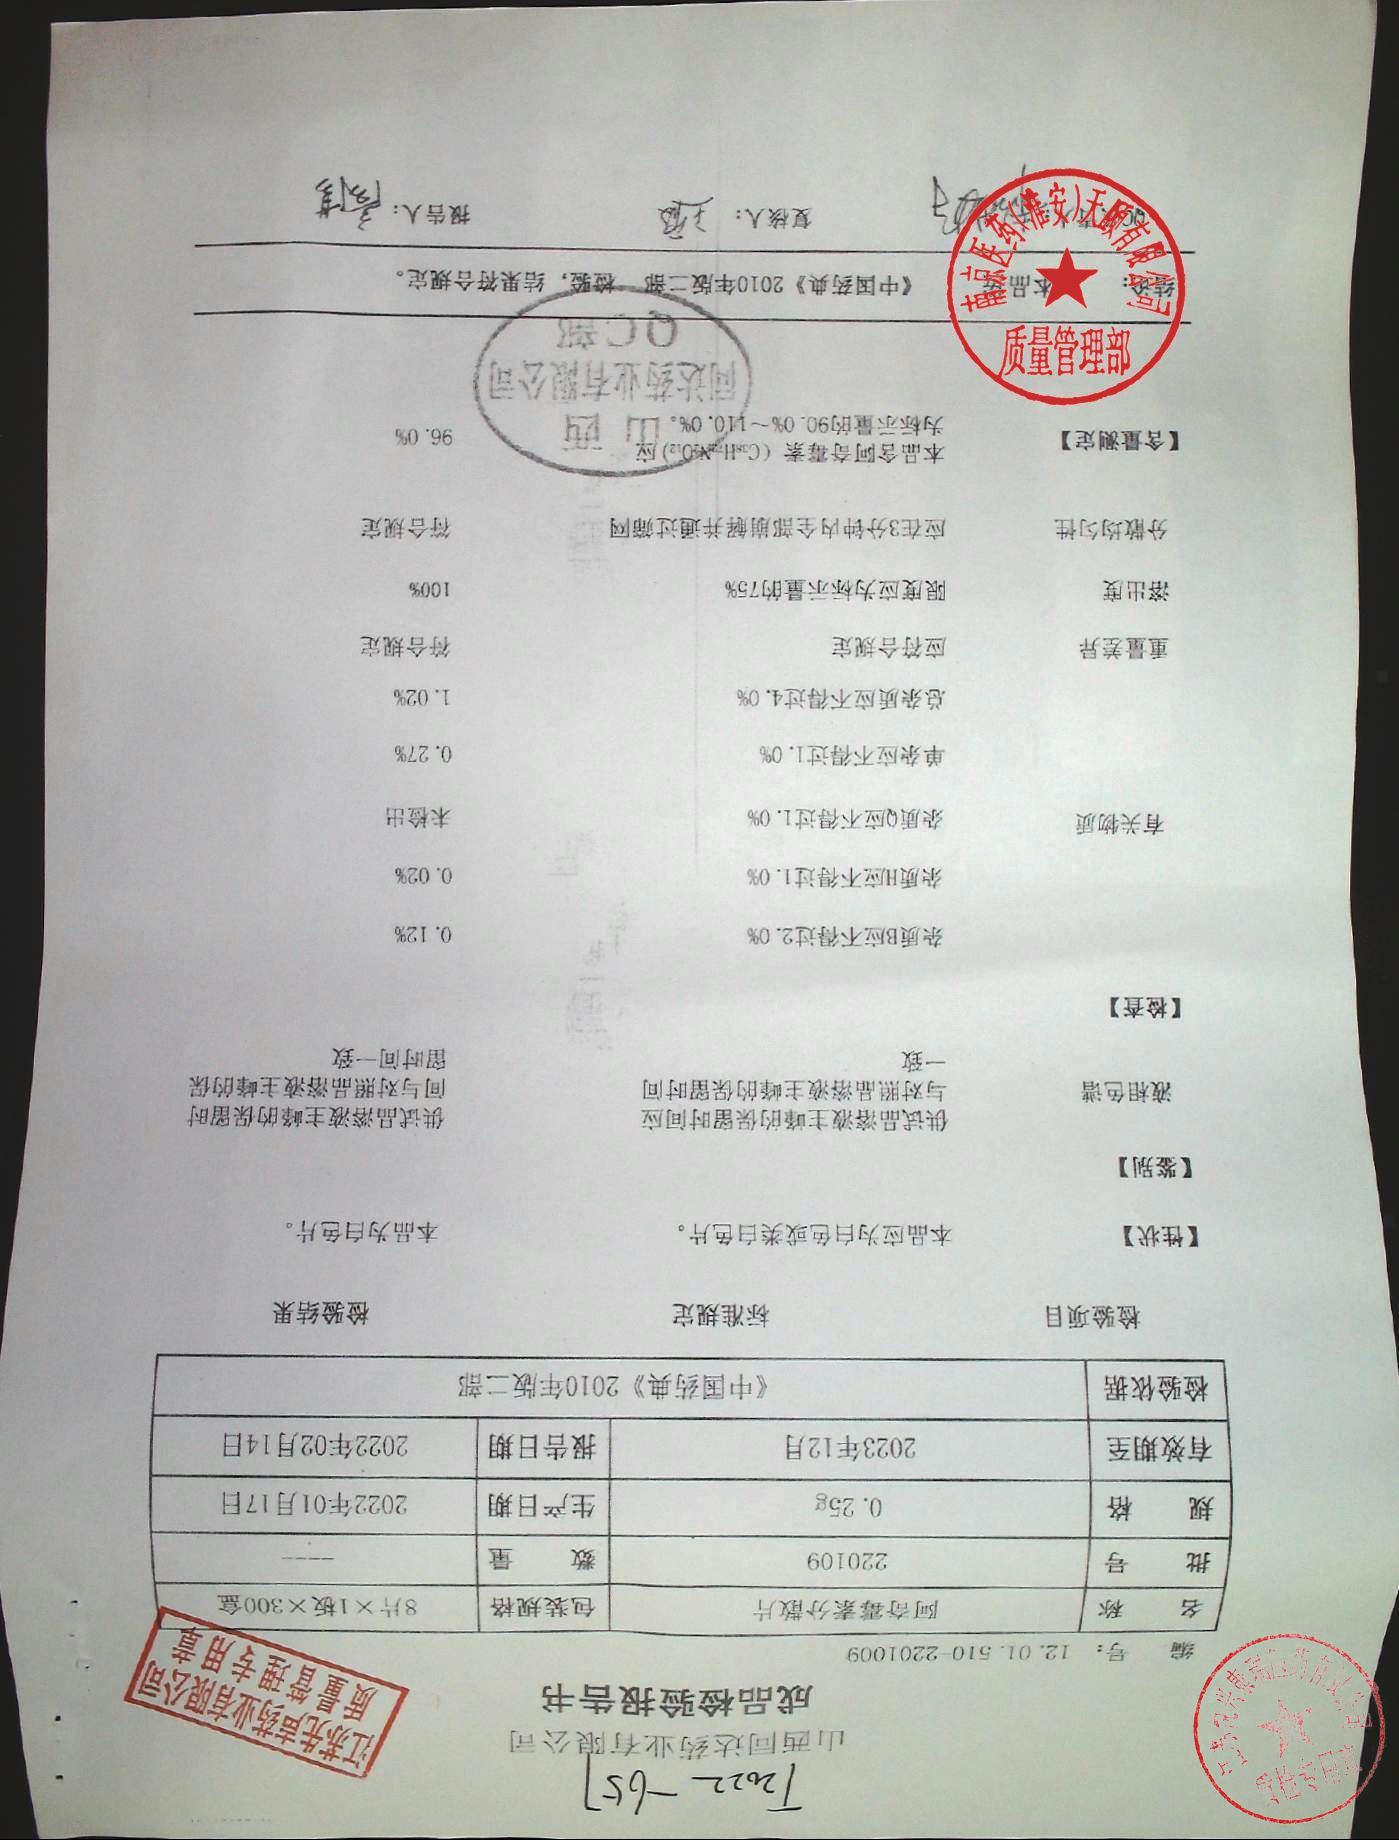 T2022-657
山西同达药业有限公司
成品检验报告书
江苏先声药业有限公司
质量管理专用章
编 号： 12.01.510-2201009
名 称 阿奇霉素分散片 包装规格 8片×1板×300盒
批 号 220109 数 量 ----
规 格 0.25g 生产日期 2022年01月17日
有效期至 2023年12月 报告日期 2022年02月14日
检验依据 《中国药典》2010年版二部
检验项目 标准规定 检验结果
【性状】 本品应为白色或类白色片。 本品为白色片。
【鉴别】
液相色谱 供试品溶液主峰的保留时间应与对照品溶液主峰的保留时间一致 供试品溶液主峰的保留时间与对照品溶液主峰的保留时间一致
【检查】
杂质B应不得过2.0% 0.12%
杂质H应不得过1.0% 0.02%
有关物质 杂质Q应不得过1.0% 未检出
单杂应不得过1.0% 0.27%
总杂质应不得过4.0% 1.02%
重量差异 应符合规定 符合规定
溶出度 限度应为标示量的75% 100%
分散均匀性 应在3分钟内全部崩解并通过筛网 符合规定
【含量测定】 本品含阿奇霉素（C₃₈H₇₂N₂O₁₂）应为标示量的90.0%～110.0%。 96.0%
山西
同达药业有限公司
QC部
结论： 本品按 《中国药典》2010年版二部 检验，结果符合规定。
复核人： 报告人：
南京医药(淮安)天颐有限公司
质量管理部